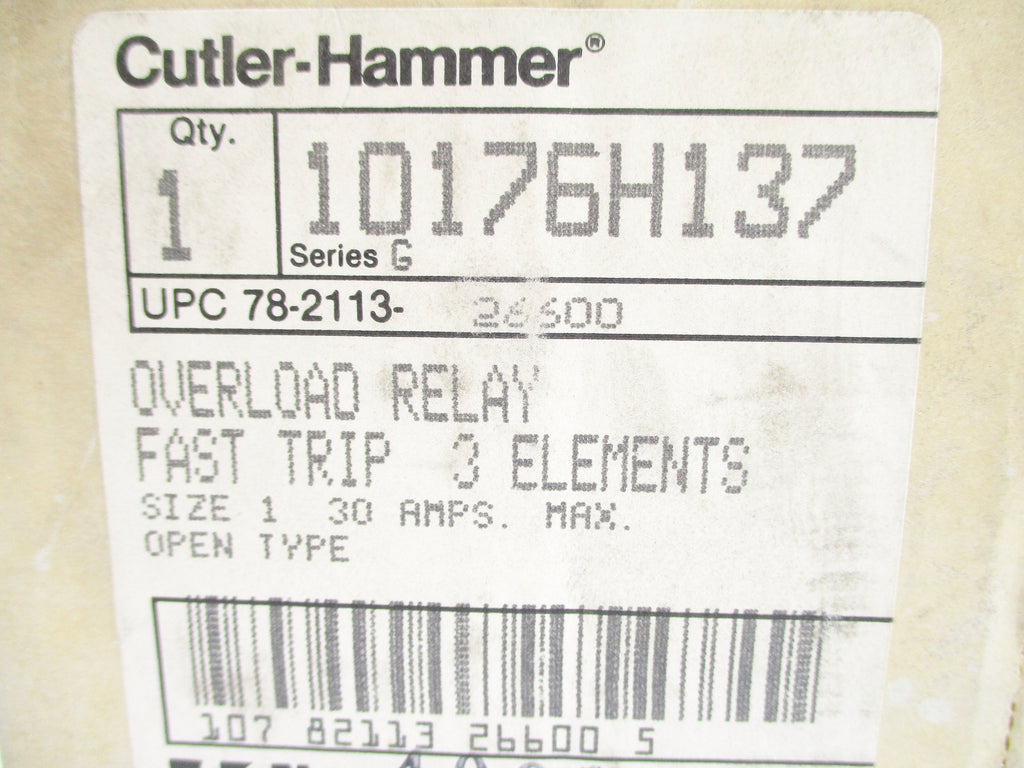 Cutler-Hammer®
Qty.
1
10176H137
Series G
UPC 78-2113- 26600
OVERLOAD RELAY
FAST TRIP 3 ELEMENTS
SIZE 1 30 AMPS. MAX.
OPEN TYPE
107 82113 26600 5